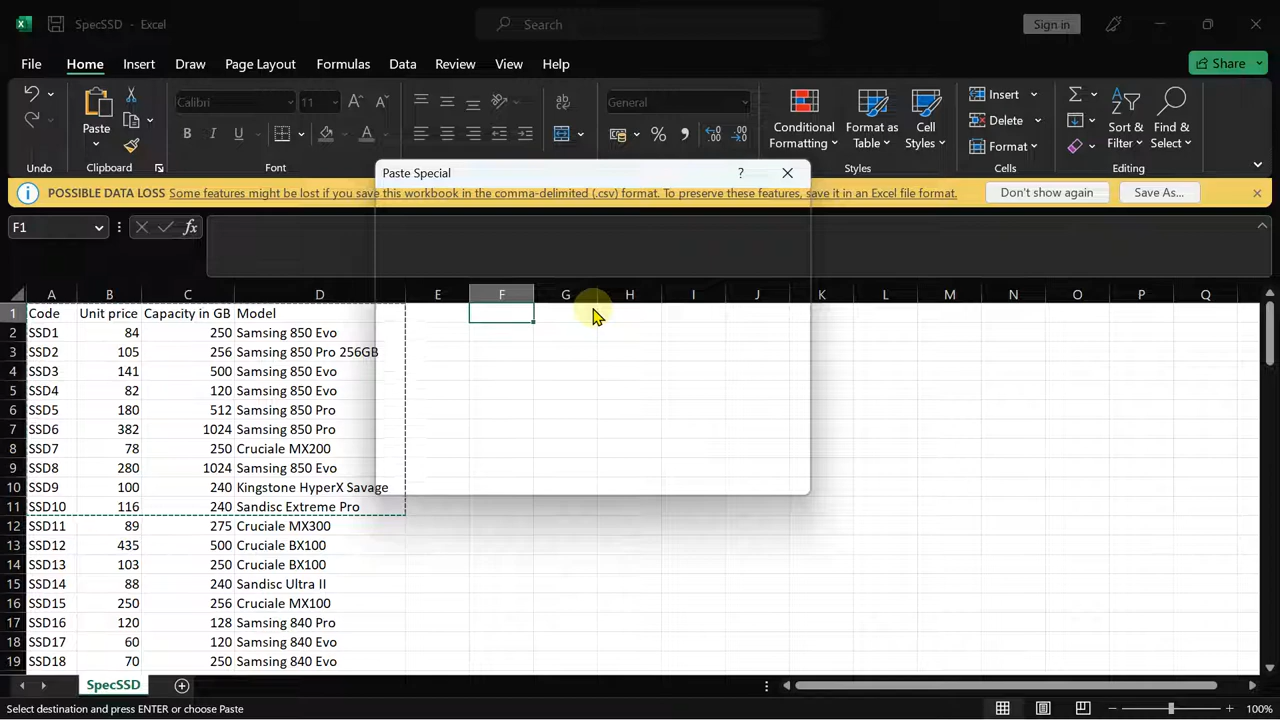 SpecSSD - Excel Search Sign in
File Home Insert Draw Page Layout Formulas Data Review View Help Share
Calibri 11 ab General Insert
Paste B I U Conditional Format as Cell Delete Sort & Find &
Formatting Table Styles Format Filter Select
Undo Clipboard Font Styles Cells Editing
Paste Special ?
POSSIBLE DATA LOSS Some features might be lost if you save this workbook in the comma-delimited (.csv) format. To preserve these features, save it in an Excel file format. Don't show again Save As...
F1 fx
A B C D E F G H I J K L M N O P Q
1 Code Unit price Capacity in GB Model
2 SSD1 84 250 Samsing 850 Evo
3 SSD2 105 256 Samsing 850 Pro 256GB
4 SSD3 141 500 Samsing 850 Evo
5 SSD4 82 120 Samsing 850 Evo
6 SSD5 180 512 Samsing 850 Pro
7 SSD6 382 1024 Samsing 850 Pro
8 SSD7 78 250 Cruciale MX200
9 SSD8 280 1024 Samsing 850 Evo
10 SSD9 100 240 Kingstone HyperX Savage
11 SSD10 116 240 Sandisc Extreme Pro
12 SSD11 89 275 Cruciale MX300
13 SSD12 435 500 Cruciale BX100
14 SSD13 103 250 Cruciale BX100
15 SSD14 88 240 Sandisc Ultra II
16 SSD15 250 256 Cruciale MX100
17 SSD16 120 128 Samsing 840 Pro
18 SSD17 60 120 Samsing 840 Evo
19 SSD18 70 250 Samsing 840 Evo
SpecSSD
Select destination and press ENTER or choose Paste 100%